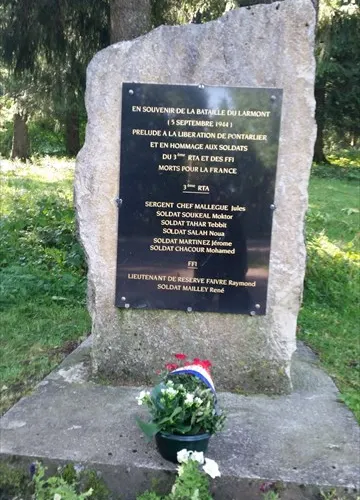 EN SOUVENIR DE LA BATAILLE DU LARMONT
( 5 SEPTEMBRE 1944 )
PRELUDE A LA LIBERATION DE PONTARLIER
ET EN HOMMAGE AUX SOLDATS
DU 3ème RTA ET DES FFI
MORTS POUR LA FRANCE
3ème RTA
SERGENT CHEF MALLEGUE Jules
SOLDAT SOUKEAL Moktor
SOLDAT TAHAR Tebbit
SOLDAT SALAH Noua
SOLDAT MARTINEZ Jérome
SOLDAT CHACOUR Mohamed
FFI
LIEUTENANT DE RESERVE FAIVRE Raymond
SOLDAT MAILLEY René